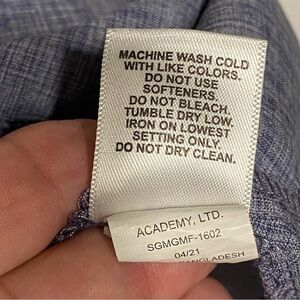 MACHINE WASH COLD
WITH LIKE COLORS.
DO NOT USE
SOFTENERS.
DO NOT BLEACH.
TUMBLE DRY LOW.
IRON ON LOWEST
SETTING ONLY.
DO NOT DRY CLEAN.
ACADEMY, LTD.
SGMGMF-1602
04/21
BANGLADESH